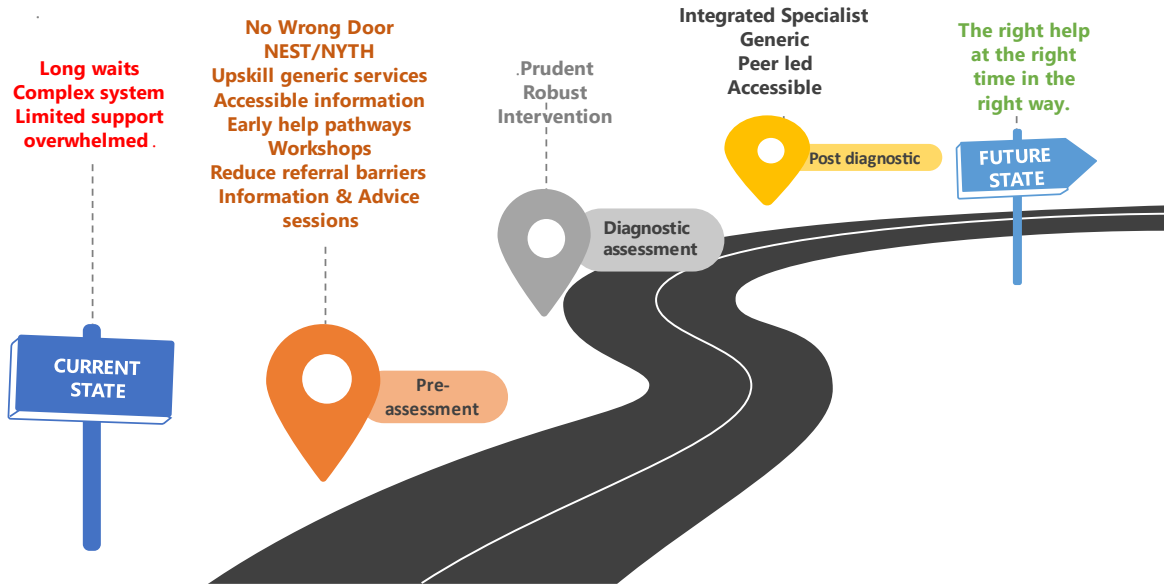 Long waits
Complex system
Limited support
overwhelmed .
CURRENT
STATE
No Wrong Door
NEST/NYTH
Upskill generic services
Accessible information
Early help pathways
Workshops
Reduce referral barriers
Information & Advice
sessions
Pre-
assessment
.Prudent
Robust
Intervention
Diagnostic
assessment
Integrated Specialist
Generic
Peer led
Accessible
Post diagnostic
The right help
at the right
time in the
right way.
FUTURE
STATE